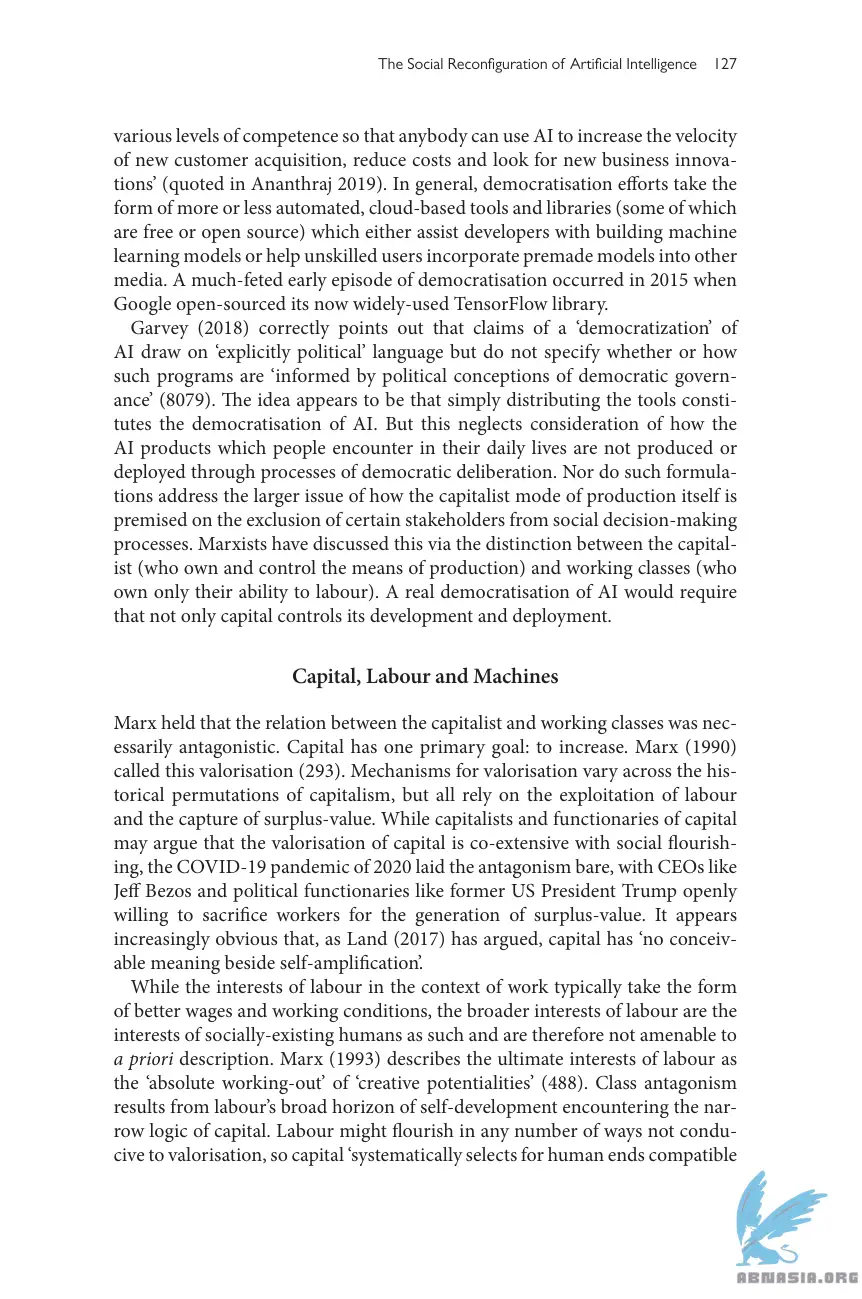 The Social Reconfiguration of Artificial Intelligence 127
various levels of competence so that anybody can use AI to increase the velocity
of new customer acquisition, reduce costs and look for new business innova-
tions’ (quoted in Ananthraj 2019). In general, democratisation efforts take the
form of more or less automated, cloud-based tools and libraries (some of which
are free or open source) which either assist developers with building machine
learning models or help unskilled users incorporate premade models into other
media. A much-feted early episode of democratisation occurred in 2015 when
Google open-sourced its now widely-used TensorFlow library.
Garvey (2018) correctly points out that claims of a ‘democratization’ of
AI draw on ‘explicitly political’ language but do not specify whether or how
such programs are ‘informed by political conceptions of democratic govern-
ance’ (8079). The idea appears to be that simply distributing the tools consti-
tutes the democratisation of AI. But this neglects consideration of how the
AI products which people encounter in their daily lives are not produced or
deployed through processes of democratic deliberation. Nor do such formula-
tions address the larger issue of how the capitalist mode of production itself is
premised on the exclusion of certain stakeholders from social decision-making
processes. Marxists have discussed this via the distinction between the capital-
ist (who own and control the means of production) and working classes (who
own only their ability to labour). A real democratisation of AI would require
that not only capital controls its development and deployment.
Capital, Labour and Machines
Marx held that the relation between the capitalist and working classes was nec-
essarily antagonistic. Capital has one primary goal: to increase. Marx (1990)
called this valorisation (293). Mechanisms for valorisation vary across the his-
torical permutations of capitalism, but all rely on the exploitation of labour
and the capture of surplus-value. While capitalists and functionaries of capital
may argue that the valorisation of capital is co-extensive with social flourish-
ing, the COVID-19 pandemic of 2020 laid the antagonism bare, with CEOs like
Jeff Bezos and political functionaries like former US President Trump openly
willing to sacrifice workers for the generation of surplus-value. It appears
increasingly obvious that, as Land (2017) has argued, capital has ‘no conceiv-
able meaning beside self-amplification’.
While the interests of labour in the context of work typically take the form
of better wages and working conditions, the broader interests of labour are the
interests of socially-existing humans as such and are therefore not amenable to
a priori description. Marx (1993) describes the ultimate interests of labour as
the ‘absolute working-out’ of ‘creative potentialities’ (488). Class antagonism
results from labour’s broad horizon of self-development encountering the nar-
row logic of capital. Labour might flourish in any number of ways not condu-
cive to valorisation, so capital ‘systematically selects for human ends compatible
ABNASIA.ORG